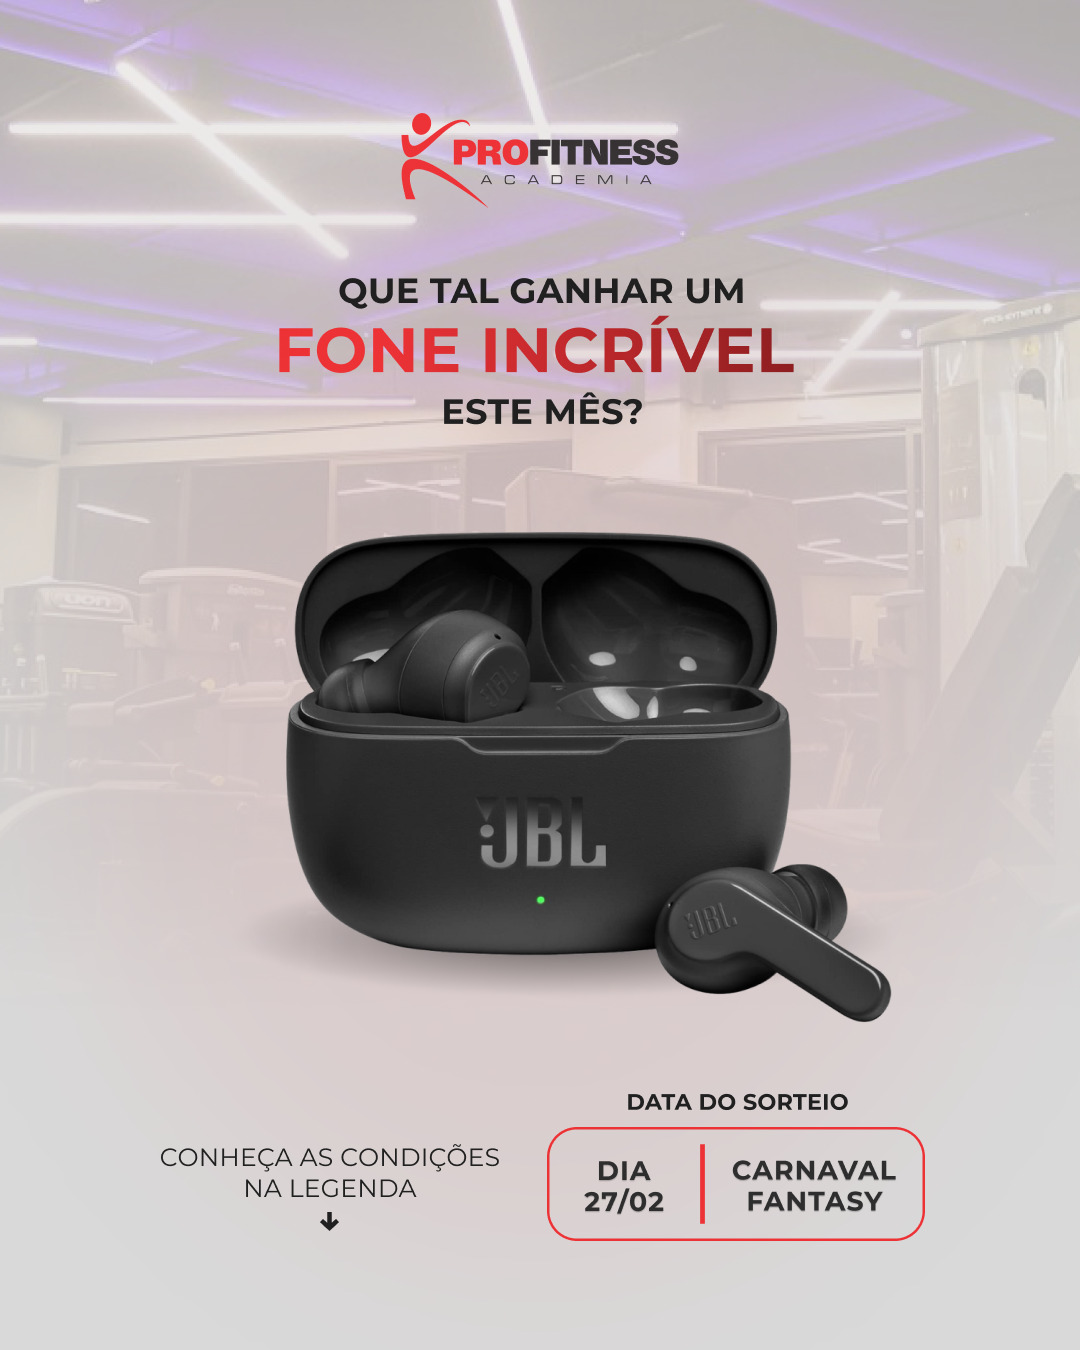 PROFITNESS
ACADEMIA
QUE TAL GANHAR UM
FONE INCRÍVEL
ESTE MÊS?
JBL
JBL
JBL
DATA DO SORTEIO
CONHEÇA AS CONDIÇÕES
NA LEGENDA
DIA
27/02
CARNAVAL
FANTASY